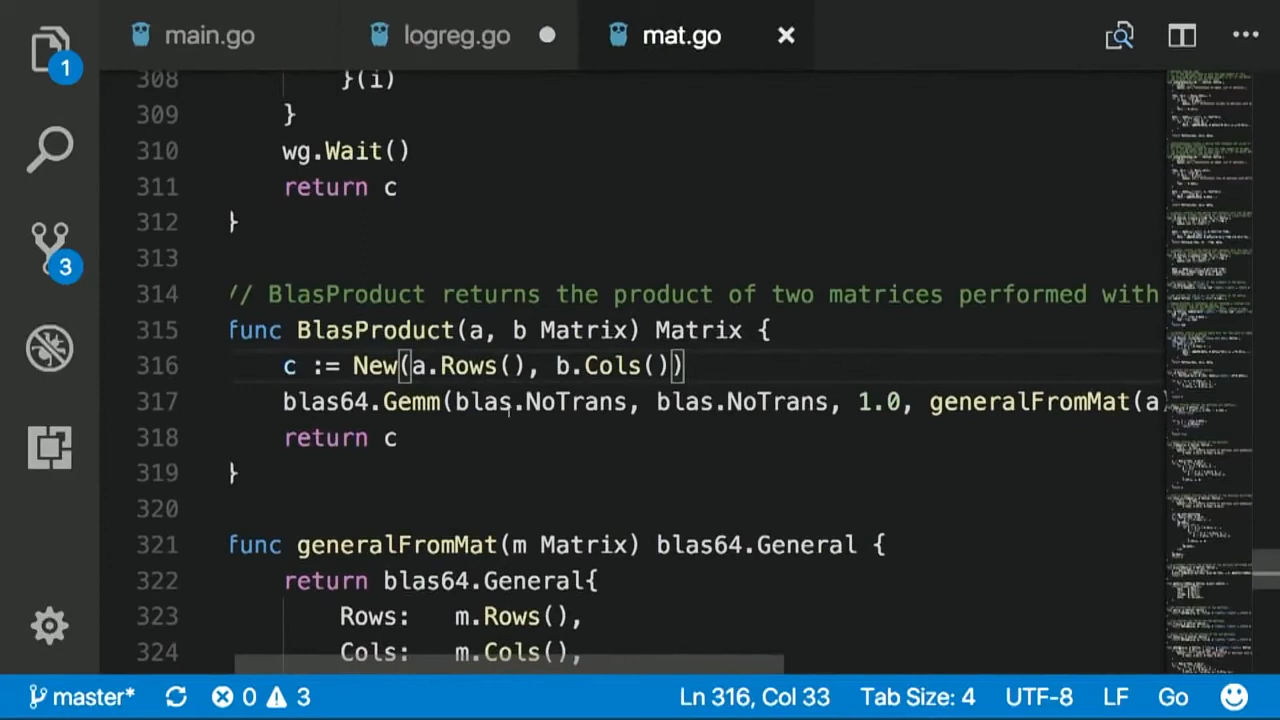 main.go logreg.go mat.go
1
3
308 }(i)
309 }
310 wg.Wait()
311 return c
312 }
313
314 // BlasProduct returns the product of two matrices performed with
315 func BlasProduct(a, b Matrix) Matrix {
316 c := New(a.Rows(), b.Cols())
317 blas64.Gemm(blas.NoTrans, blas.NoTrans, 1.0, generalFromMat(a)
318 return c
319 }
320
321 func generalFromMat(m Matrix) blas64.General {
322 return blas64.General{
323 Rows: m.Rows(),
324 Cols: m.Cols(),
master* 0 3 Ln 316, Col 33 Tab Size: 4 UTF-8 LF Go